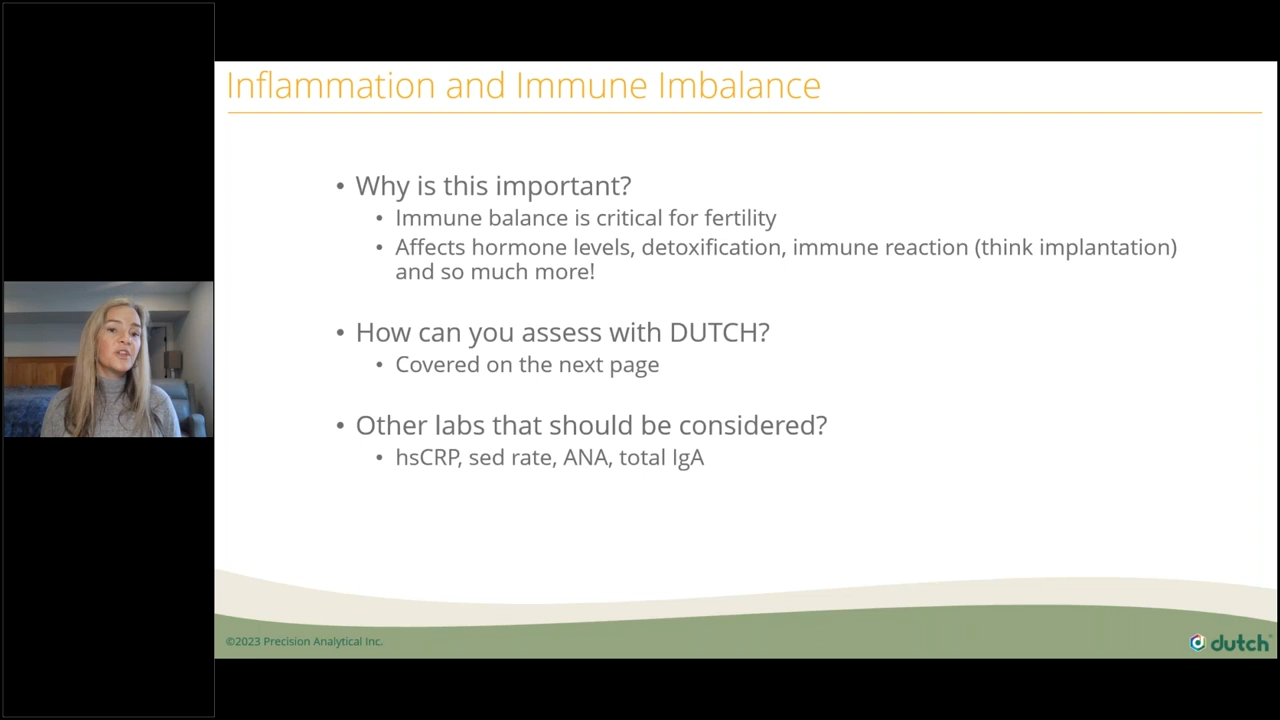 Inflammation and Immune Imbalance
• Why is this important?
• Immune balance is critical for fertility
• Affects hormone levels, detoxification, immune reaction (think implantation)
and so much more!
• How can you assess with DUTCH?
• Covered on the next page
• Other labs that should be considered?
• hsCRP, sed rate, ANA, total IgA
©2023 Precision Analytical Inc.
dutch